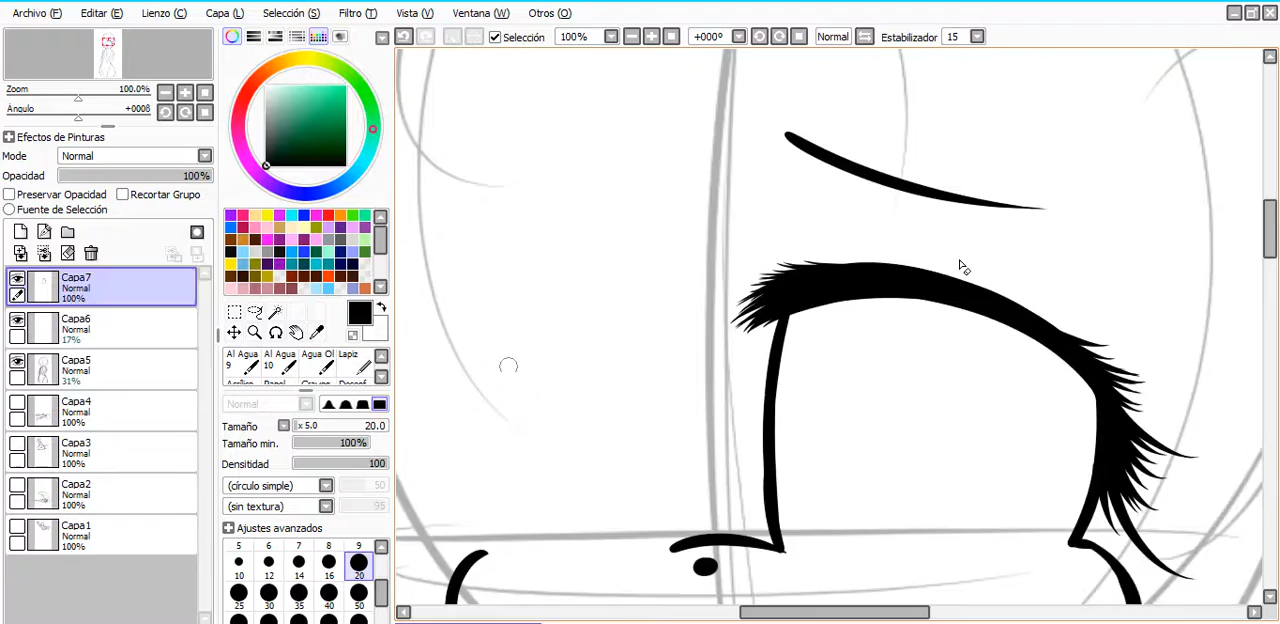 Archivo (F) Editar (E) Lienzo (C) Capa (L) Selección (S) Filtro (T) Vista (V) Ventana (W) Otros (O)
Selección 100% +000º Normal Estabilizador 15
Zoom 100.0%
Ángulo +000º
Efectos de Pinturas
Mode Normal
Opacidad 100%
Preservar Opacidad Recortar Grupo
Fuente de Selección
Capa7
Normal
100%
Capa6
Normal
17%
Capa5
Normal
31%
Capa4
Normal
100%
Capa3
Normal
100%
Capa2
Normal
100%
Capa1
Normal
100%
Al Agua Al Agua Agua Ol Lapiz
9 10
Normal
Tamaño x 5.0 20.0
Tamaño min. 100%
Densitidad 100
(círculo simple) 50
(sin textura) 95
Ajustes avanzados
5 6 7 8 9
10 12 14 16 20
25 30 35 40 50